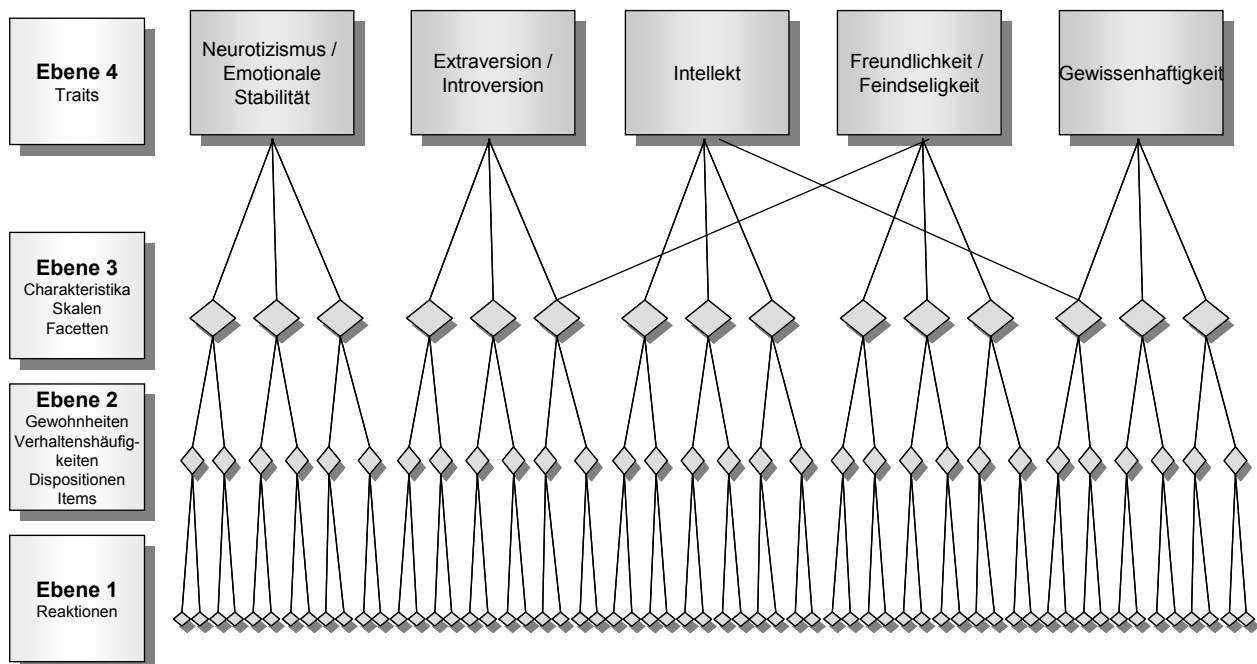 Ebene 4
Traits
Neurotizismus /
Emotionale
Stabilität
Extraversion /
Introversion
Intellekt
Freundlichkeit /
Feindseligkeit
Gewissenhaftigkeit
Ebene 3
Charakteristika
Skalen
Facetten
Ebene 2
Gewohnheiten
Verhaltenshäufig-
keiten
Dispositionen
Items
Ebene 1
Reaktionen